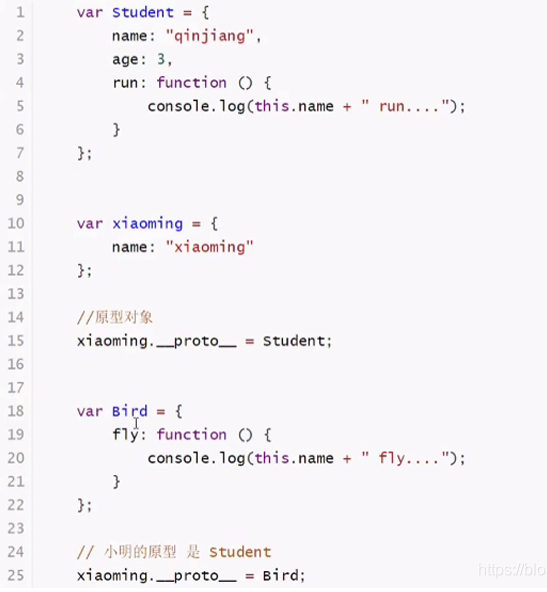 1 var Student = {
2 name: "qinjiang",
3 age: 3,
4 run: function () {
5 console.log(this.name + " run....");
6 }
7 };
8
9
10 var xiaoming = {
11 name: "xiaoming"
12 };
13
14 //原型对象
15 xiaoming.__proto__ = Student;
16
17
18 var Bird = {
19 fly: function () {
20 console.log(this.name + " fly....");
21 }
22 };
23
24 // 小明的原型 是 Student
25 xiaoming.__proto__ = Bird;
https://blo